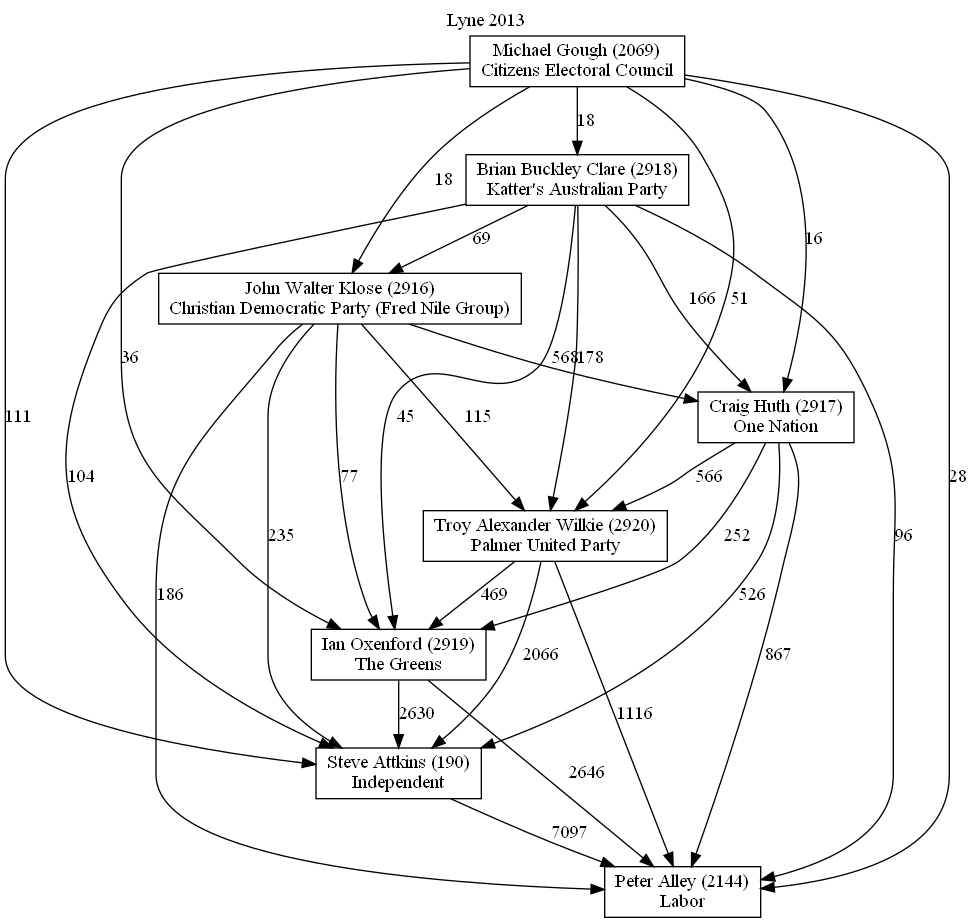 Lyne 2013
Michael Gough (2069)
Citizens Electoral Council
18
Brian Buckley Clare (2918)
Katter's Australian Party
18
69
16
John Walter Klose (2916)
Christian Democratic Party (Fred Nile Group)
166
51
36
568
178
Craig Huth (2917)
One Nation
111
45
115
104
77
566
28
Troy Alexander Wilkie (2920)
Palmer United Party
235
252
96
186
469
526
Ian Oxenford (2919)
The Greens
2066
867
2630
1116
Steve Attkins (190)
Independent
2646
7097
Peter Alley (2144)
Labor